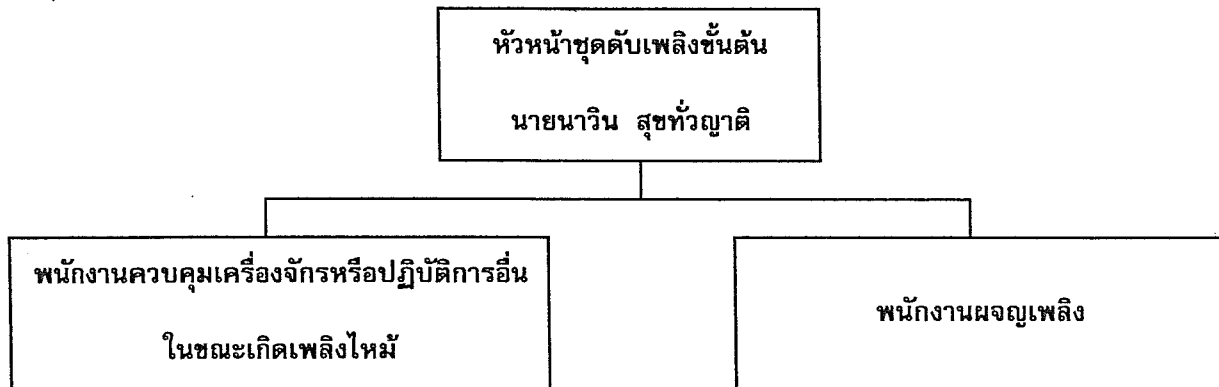 หัวหน้าชุดดับเพลิงขั้นต้น
นายนาวิน สุขทั่วญาติ
พนักงานควบคุมเครื่องจักรหรือปฏิบัติการอื่น
ในขณะเกิดเพลิงไหม้
พนักงานผจญเพลิง